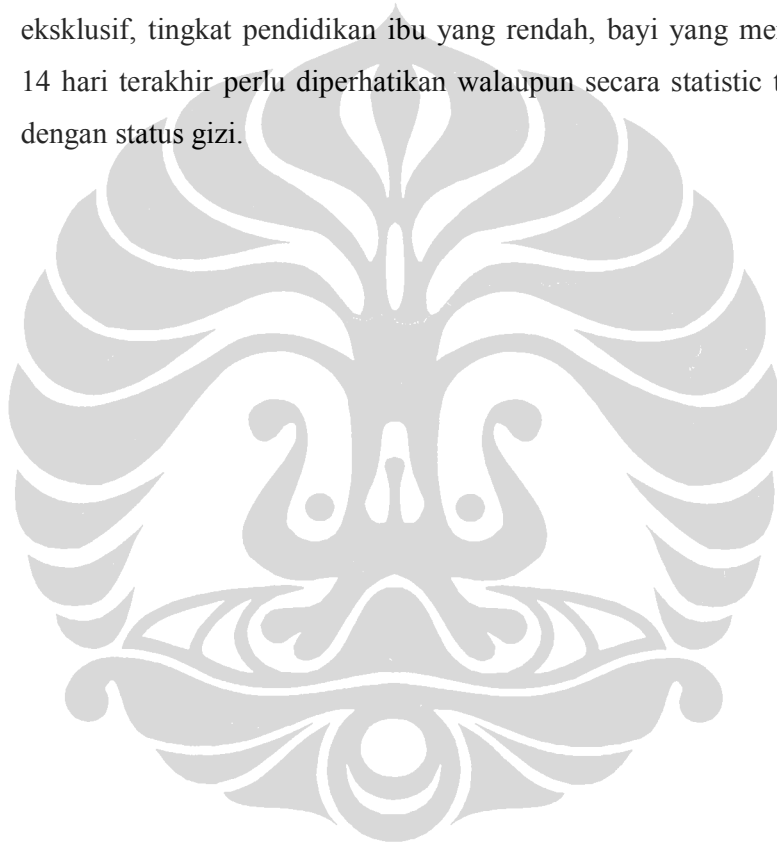 eksklusif, tingkat pendidikan ibu yang rendah, bayi yang
14 hari terakhir perlu diperhatikan walaupun secara statistic
dengan status gizi.